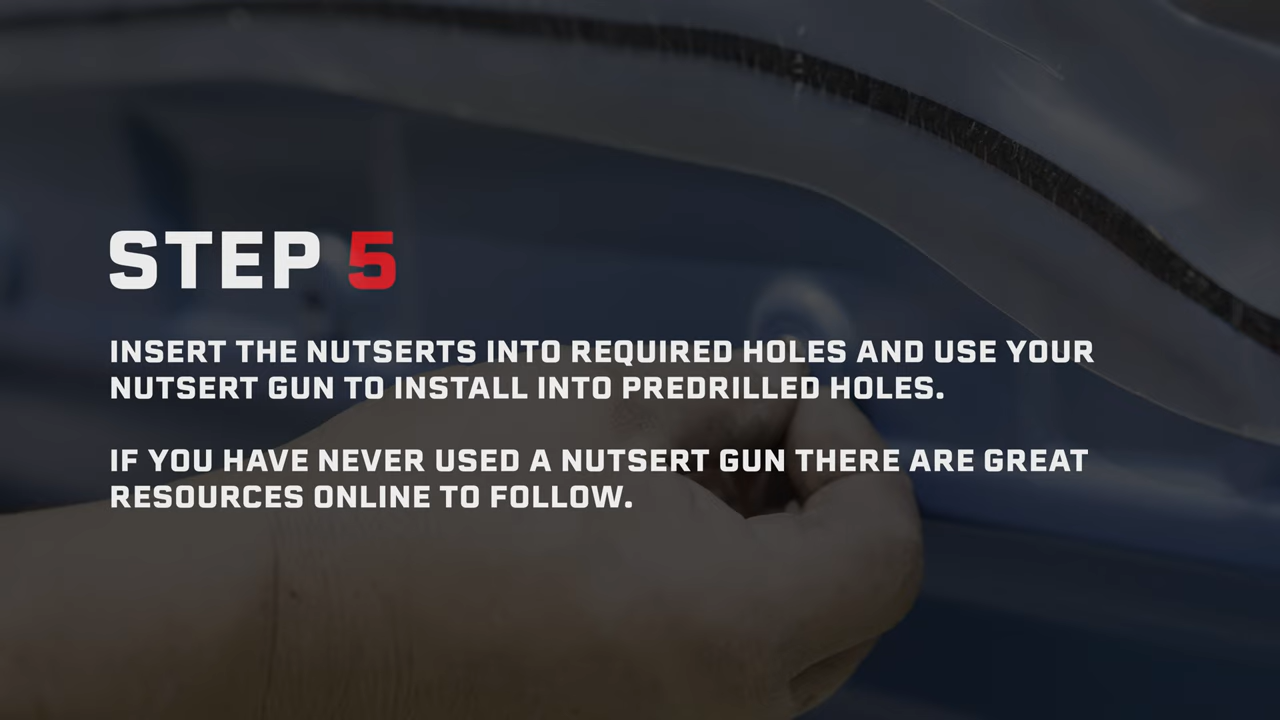 STEP 5
INSERT THE NUTSERTS INTO REQUIRED HOLES AND USE YOUR
NUTSERT GUN TO INSTALL INTO PREDRILLED HOLES.
IF YOU HAVE NEVER USED A NUTSERT GUN THERE ARE GREAT
RESOURCES ONLINE TO FOLLOW.